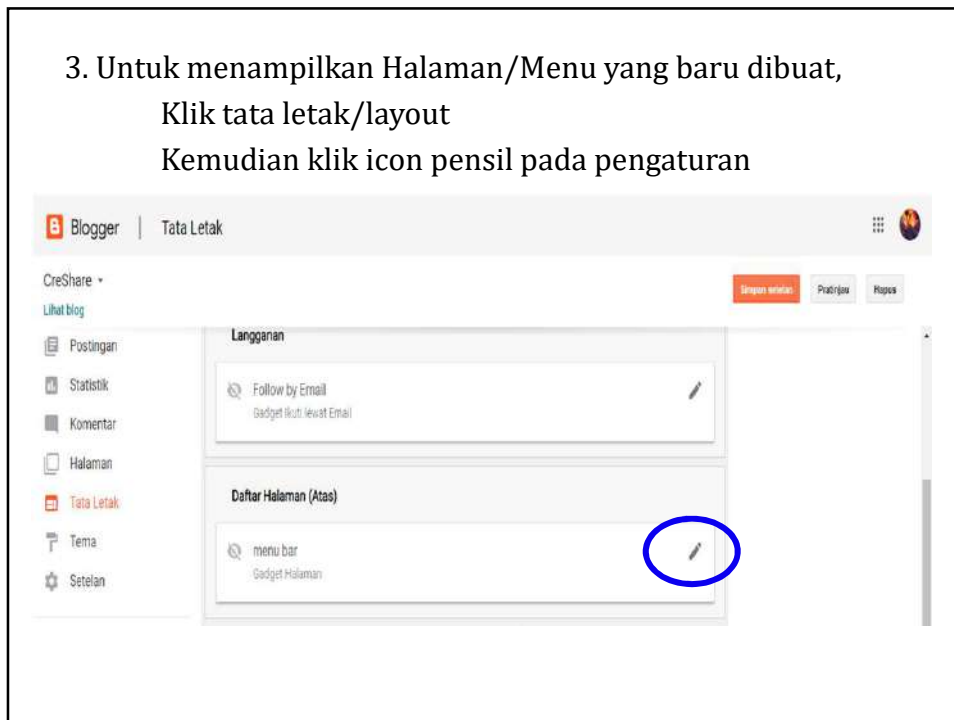 3. Untuk menampilkan Halaman/Menu yang baru dibuat,
Klik tata letak/layout
Kemudian klik icon pensil pada pengaturan
Blogger | Tata Letak
CreShare
Lihat blog
Simpan setelan Pratinjau Hapus
Postingan
Statistik
Komentar
Halaman
Tata Letak
Tema
Setelan
Langganan
Follow by Email
Gadget Ikuti lewat Email
Daftar Halaman (Atas)
menu bar
Gadget Halaman